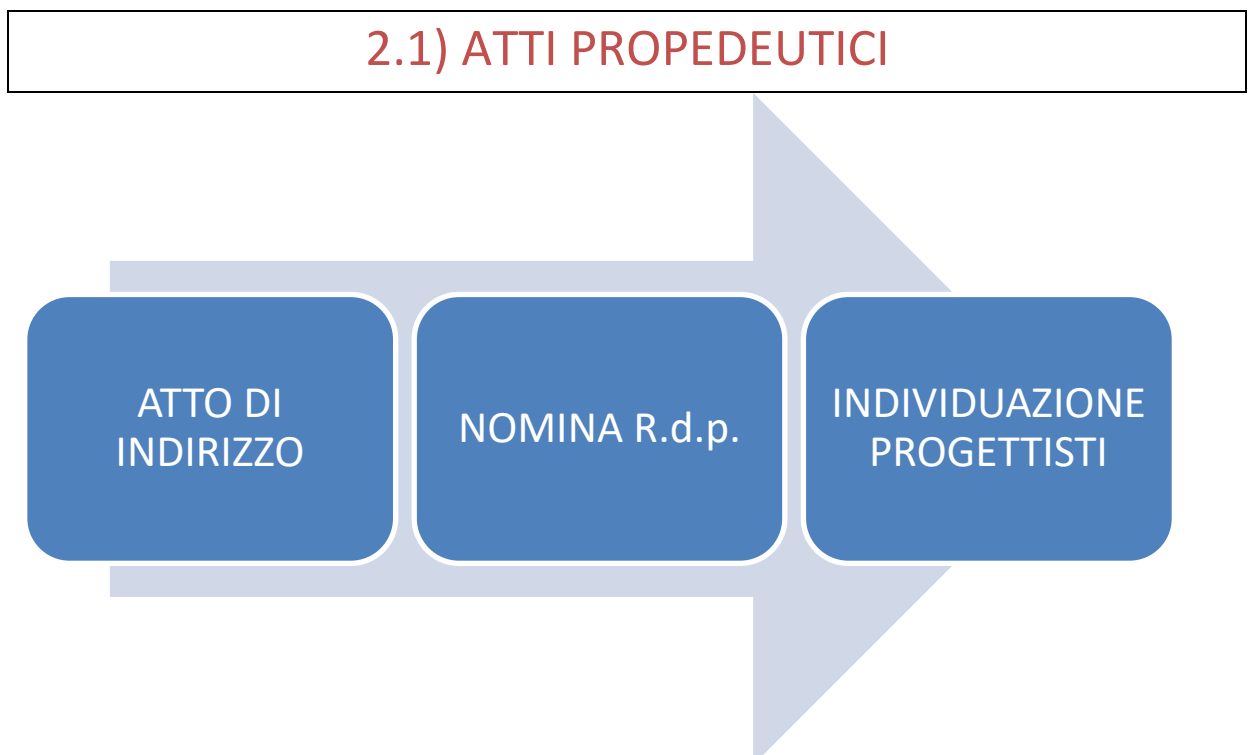 2.1) ATTI PROPEDEUTICI
ATTO DI
INDIRIZZO
NOMINA R.d.p.
INDIVIDUAZIONE
PROGETTISTI